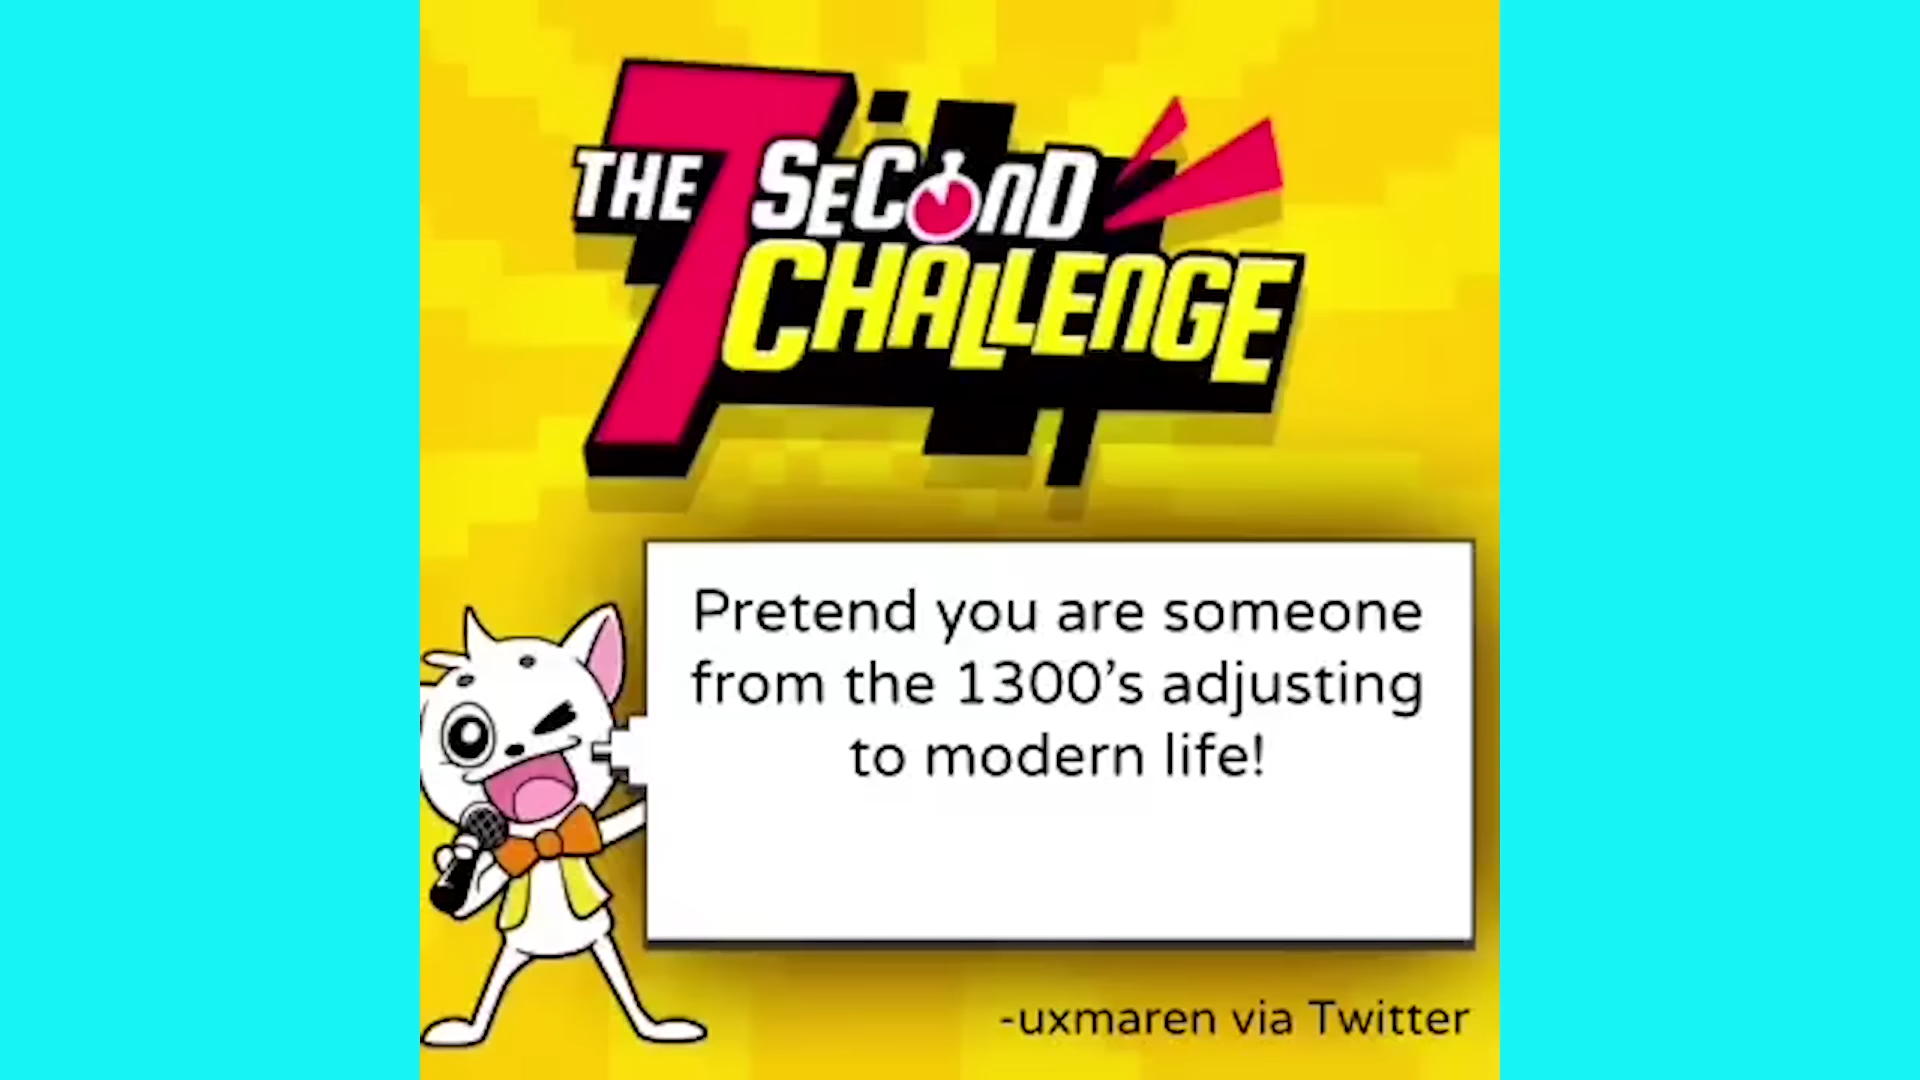 THE 7 SECOND
CHALLENGE
Pretend you are someone
from the 1300's adjusting
to modern life!
-uxmaren via Twitter